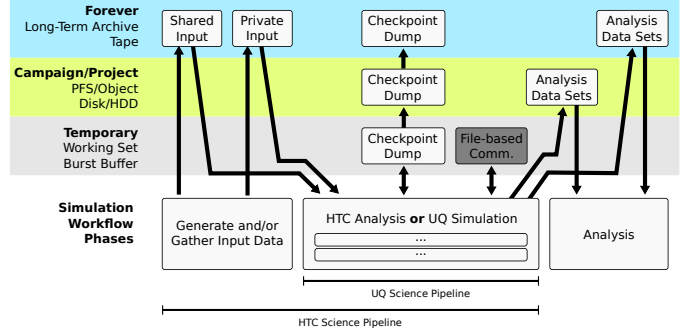 Forever
Long-Term Archive
Tape
Shared
Input
Private
Input
Checkpoint
Dump
Analysis
Data Sets
Campaign/Project
PFS/Object
Disk/HDD
Checkpoint
Dump
Analysis
Data Sets
Temporary
Working Set
Burst Buffer
Checkpoint
Dump
File-based
Comm.
Simulation
Workflow
Phases
Generate and/or
Gather Input Data
HTC Analysis or UQ Simulation
...
...
Analysis
UQ Science Pipeline
HTC Science Pipeline